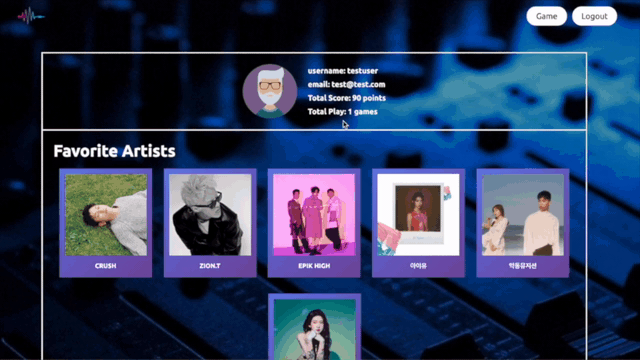 Game
Logout
username: testuser
email: test@test.com
Total Score: 90 points
Total Play: 1 games
Favorite Artists
CRUSH
ZION.T
EPIK HIGH
아이유
악동뮤지션